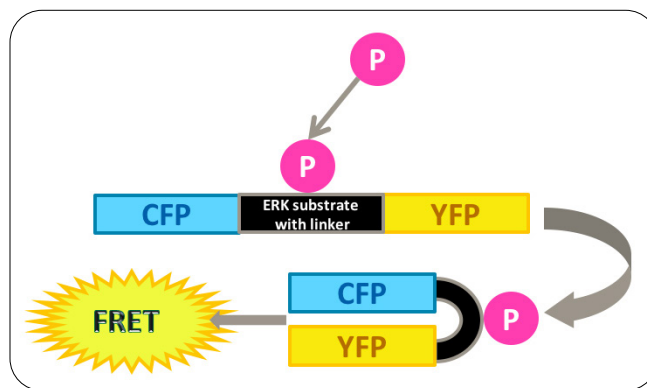 P
P
CFP
ERK substrate
with linker
YFP
CFP
P
FRET
YFP